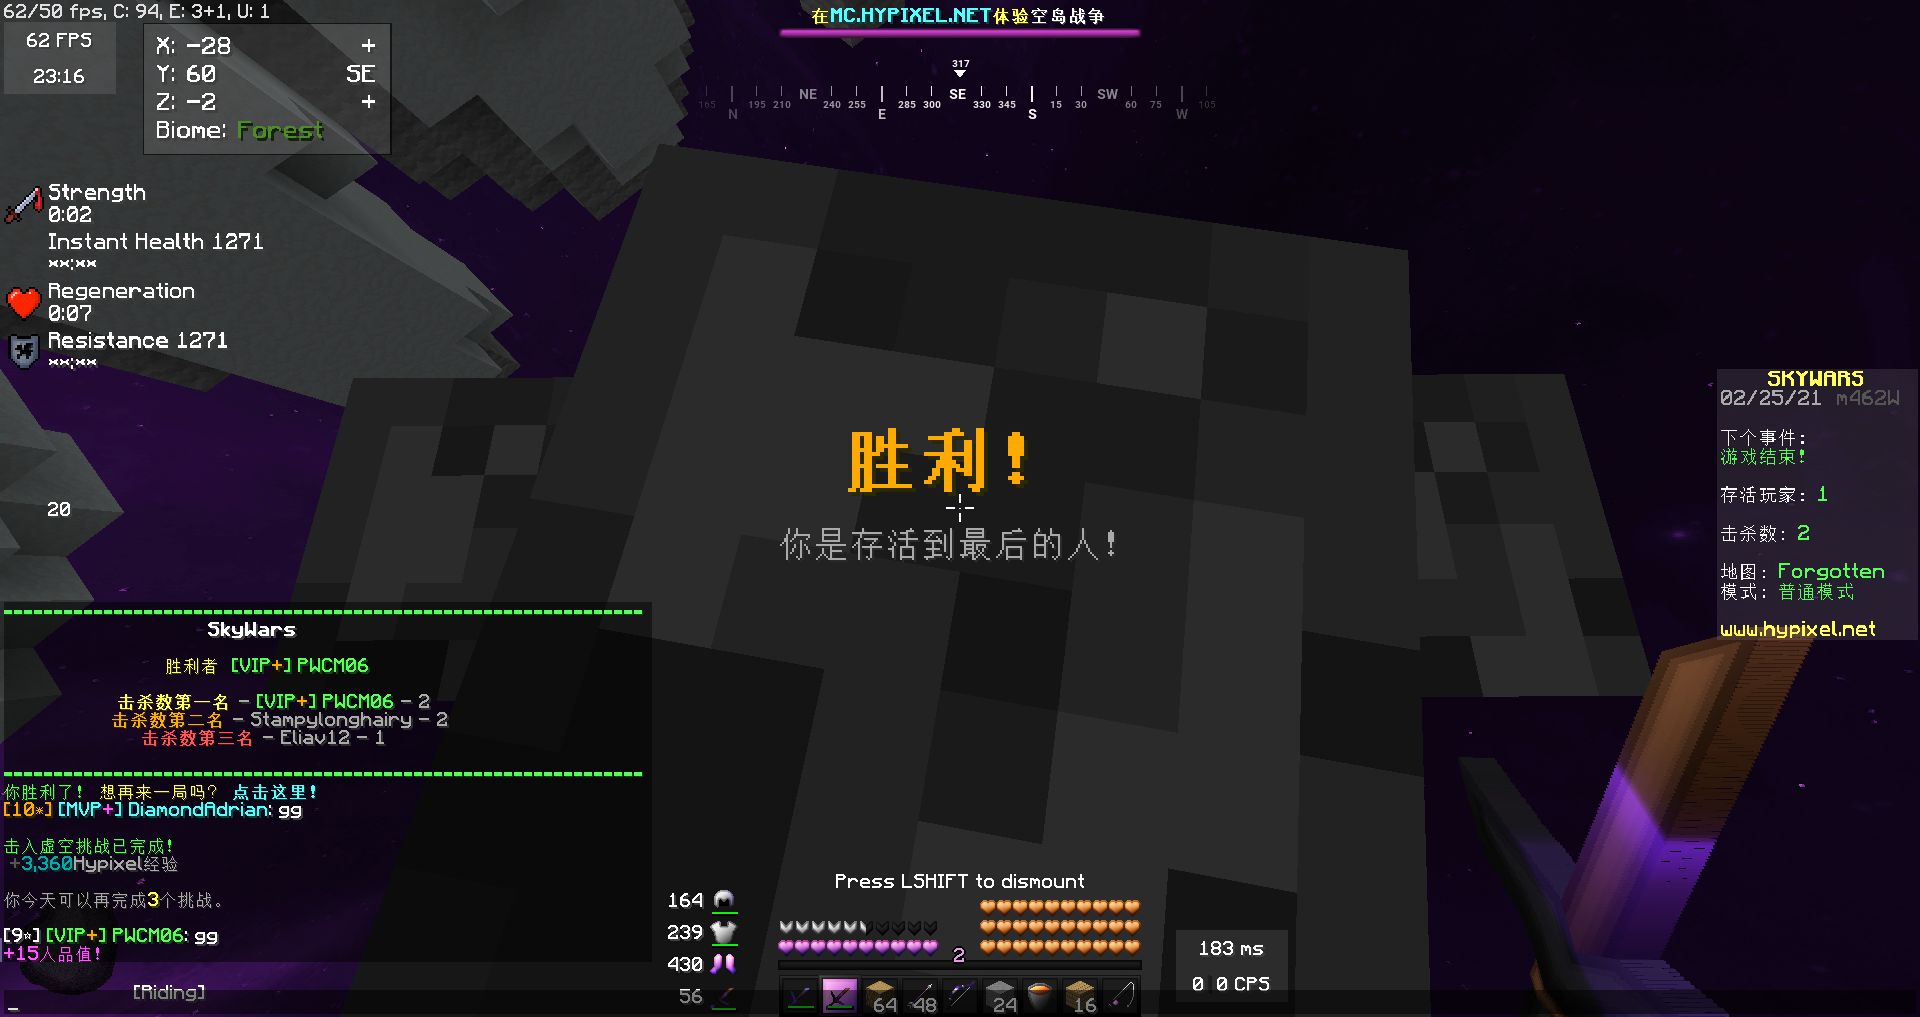 62/50 fps, C: 94, E: 3+1, U: 1
62 FPS
23:16
X: -28 +
Y: 60 SE
Z: -2 +
Biome: Forest
在MC.HYPIXEL.NET体验空岛战争
317
165 195 210 NE 240 255 285 300 SE 330 345 15 30 SW 60 75 105
N E S W
Strength
0:02
Instant Health 1271
**:**
Regeneration
0:07
Resistance 1271
**:**
20
胜利!
你是存活到最后的人!
SKYWARS
02/25/21 m462W
下个事件:
游戏结束!
存活玩家: 1
击杀数: 2
地图: Forgotten
模式: 普通模式
www.hypixel.net
SkyWars
胜利者 [VIP+] PWCM06
击杀数第一名 - [VIP+] PWCM06 - 2
击杀数第二名 - Stampylonghairy - 2
击杀数第三名 - Eliav12 - 1
你胜利了! 想再来一局吗? 点击这里!
[10*] [MVP+] DiamondAdrian: gg
击入虚空挑战已完成!
+3,360Hypixel经验
你今天可以再完成3个挑战。
[9☆] [VIP+] PWCM06: gg
+15人品值!
[Riding]
_
Press LSHIFT to dismount
164
239
430
56
2
64 48 24 16
183 ms
0 | 0 CPS